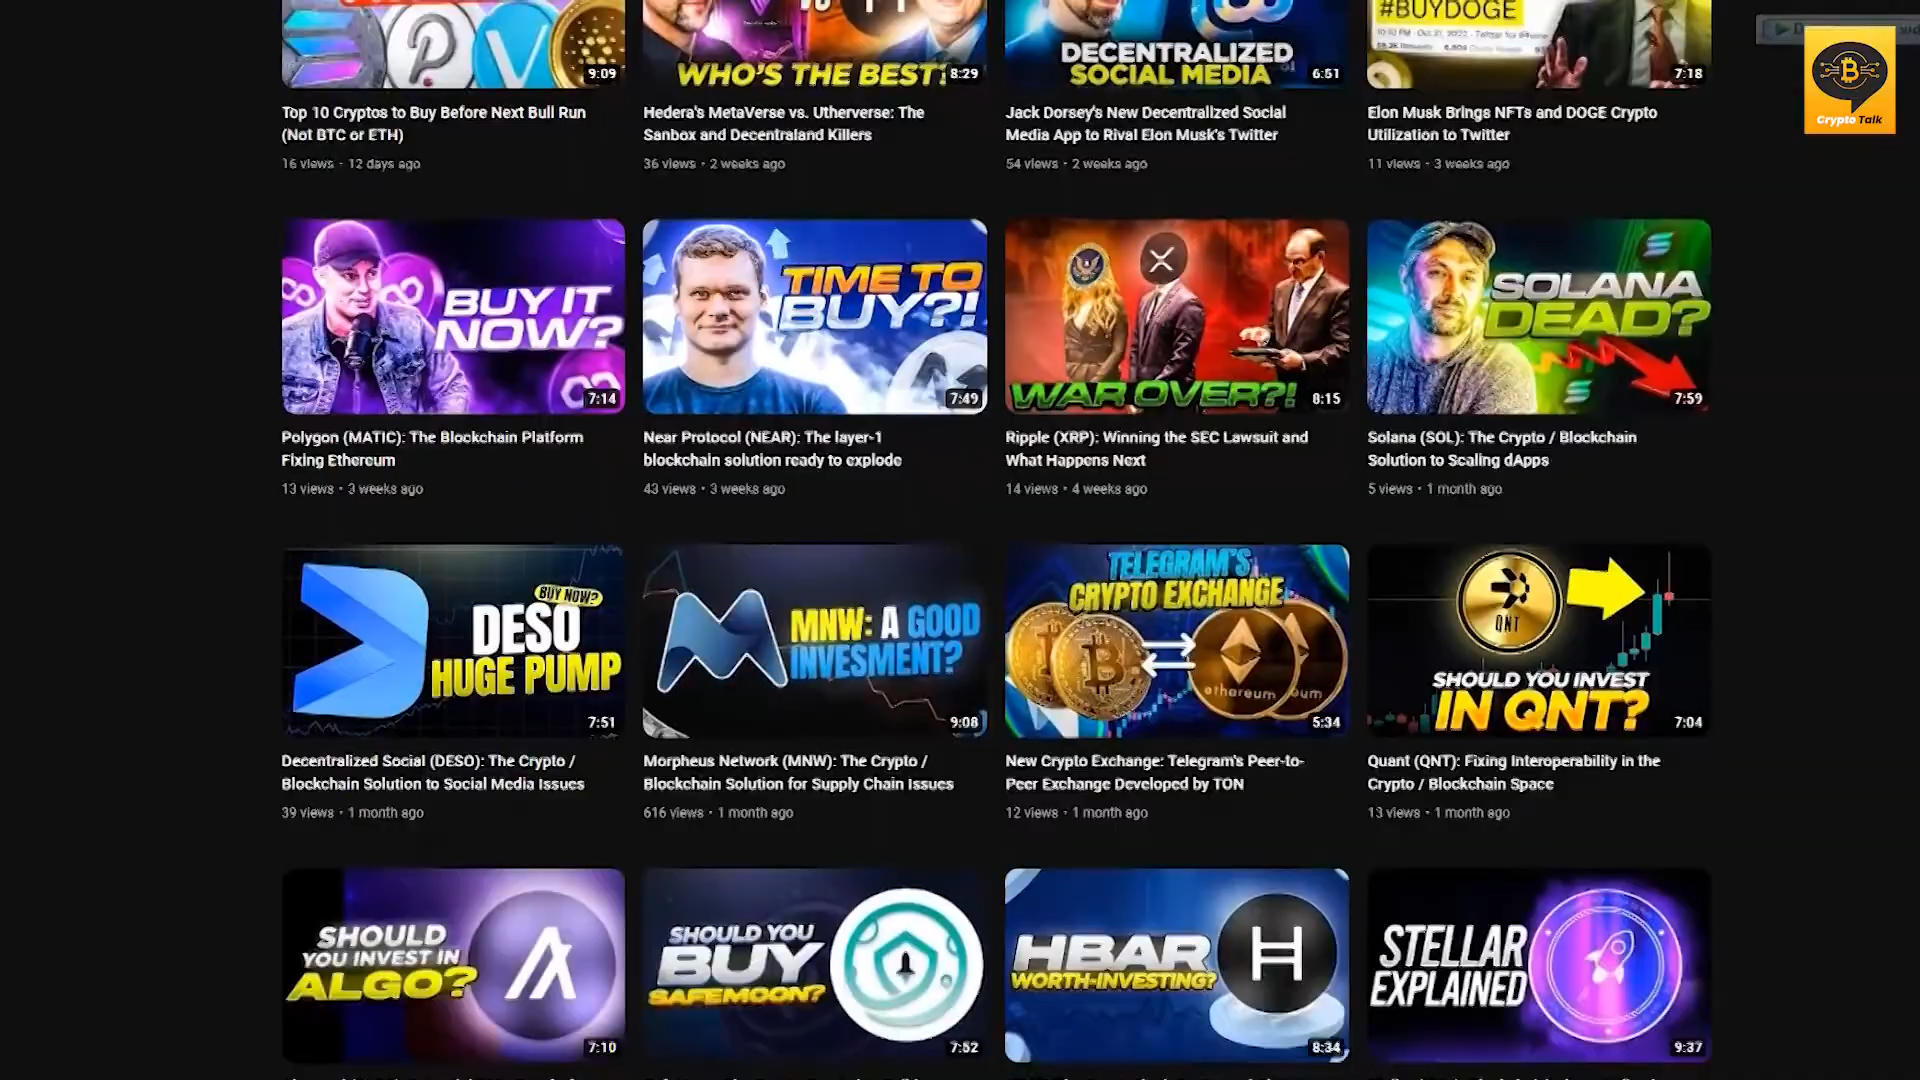 #BUYDOGE
WHO'S THE BEST?
DECENTRALIZED
SOCIAL MEDIA
9:09
8:29
6:51
7:18
Crypto Talk
Top 10 Cryptos to Buy Before Next Bull Run
(Not BTC or ETH)
16 views · 12 days ago
Hedera's MetaVerse vs. Utherverse: The
Sanbox and Decentraland Killers
36 views · 2 weeks ago
Jack Dorsey's New Decentralized Social
Media App to Rival Elon Musk's Twitter
54 views · 2 weeks ago
Elon Musk Brings NFTs and DOGE Crypto
Utilization to Twitter
11 views · 3 weeks ago
BUY IT
NOW?
7:14
TIME TO
BUY?!
7:49
WAR OVER?!
8:15
SOLANA
DEAD?
7:59
Polygon (MATIC): The Blockchain Platform
Fixing Ethereum
13 views · 3 weeks ago
Near Protocol (NEAR): The layer-1
blockchain solution ready to explode
43 views · 3 weeks ago
Ripple (XRP): Winning the SEC Lawsuit and
What Happens Next
14 views · 4 weeks ago
Solana (SOL): The Crypto / Blockchain
Solution to Scaling dApps
5 views · 1 month ago
BUY NOW?
DESO
HUGE PUMP
7:51
MNW: A GOOD
INVESMENT?
9:08
TELEGRAM'S
CRYPTO EXCHANGE
ethereum
5:34
QNT
SHOULD YOU INVEST
IN QNT?
7:04
Decentralized Social (DESO): The Crypto /
Blockchain Solution to Social Media Issues
39 views · 1 month ago
Morpheus Network (MNW): The Crypto /
Blockchain Solution for Supply Chain Issues
616 views · 1 month ago
New Crypto Exchange: Telegram's Peer-to-
Peer Exchange Developed by TON
12 views · 1 month ago
Quant (QNT): Fixing Interoperability in the
Crypto / Blockchain Space
13 views · 1 month ago
SHOULD
YOU INVEST IN
ALGO?
7:10
SHOULD YOU
BUY
SAFEMOON?
7:52
HBAR
WORTH-INVESTING?
8:34
STELLAR
EXPLAINED
9:37